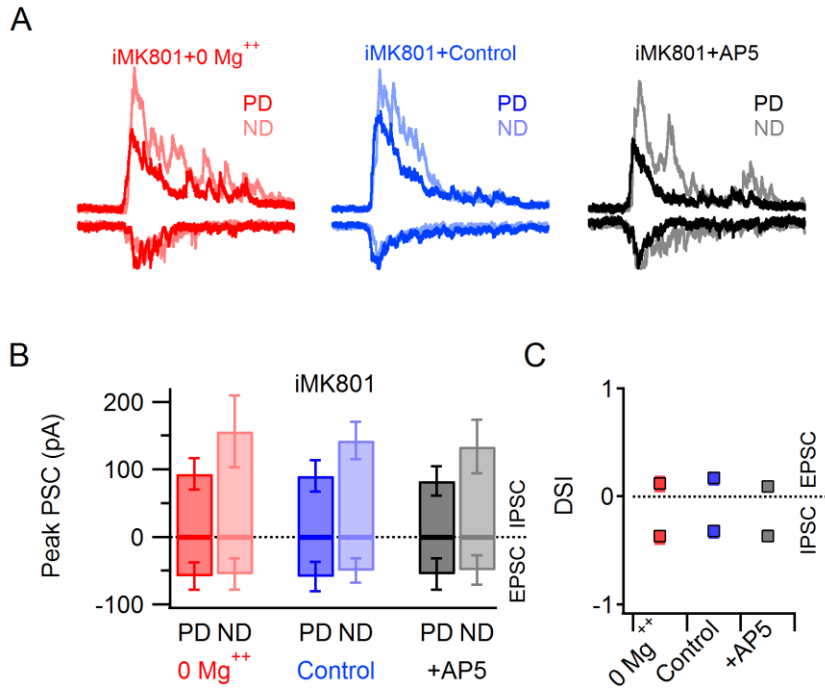 A
iMK801+0 Mg++
PD
ND
iMK801+Control
PD
ND
iMK801+AP5
PD
ND
B
iMK801
Peak PSC (pA)
200
100
0
-100
EPSC IPSC
PD ND PD ND PD ND
0 Mg++ Control +AP5
C
DSI
1
0
-1
IPSC EPSC
0 Mg++
Control
+AP5